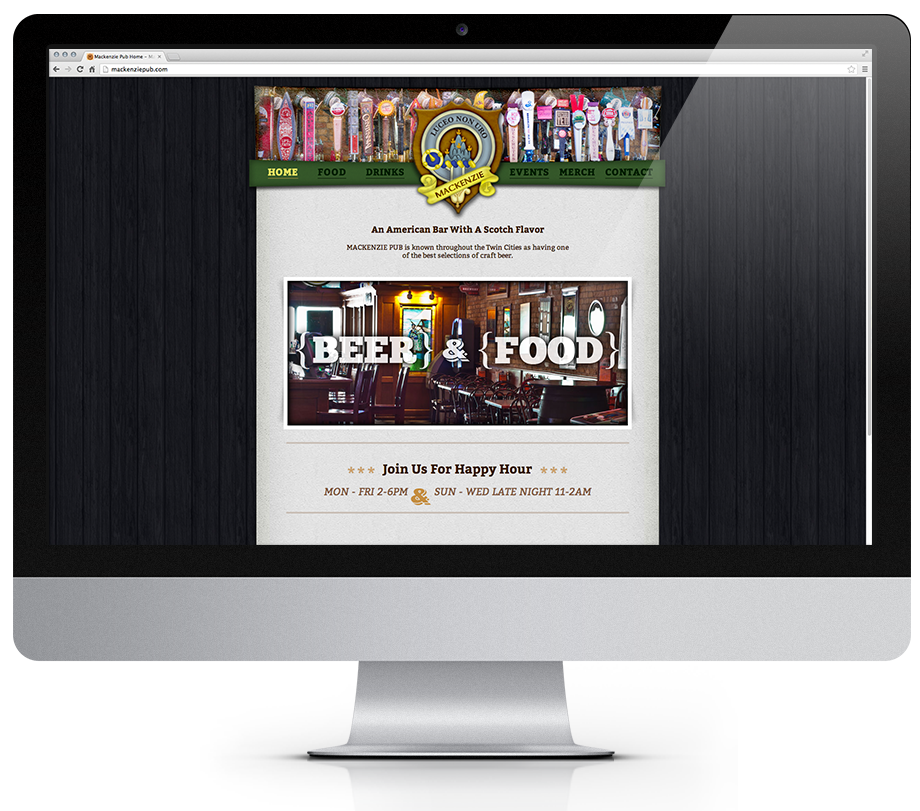 Mackenzie Pub Home -
mackenziepub.com
LUCEO NON URO
MACKENZIE
HOME FOOD DRINKS EVENTS MERCH CONTACT
An American Bar With A Scotch Flavor
MACKENZIE PUB is known throughout the Twin Cities as having one
of the best selections of craft beer.
{BEER} & {FOOD}
*** Join Us For Happy Hour ***
MON - FRI 2-6PM & SUN - WED LATE NIGHT 11-2AM